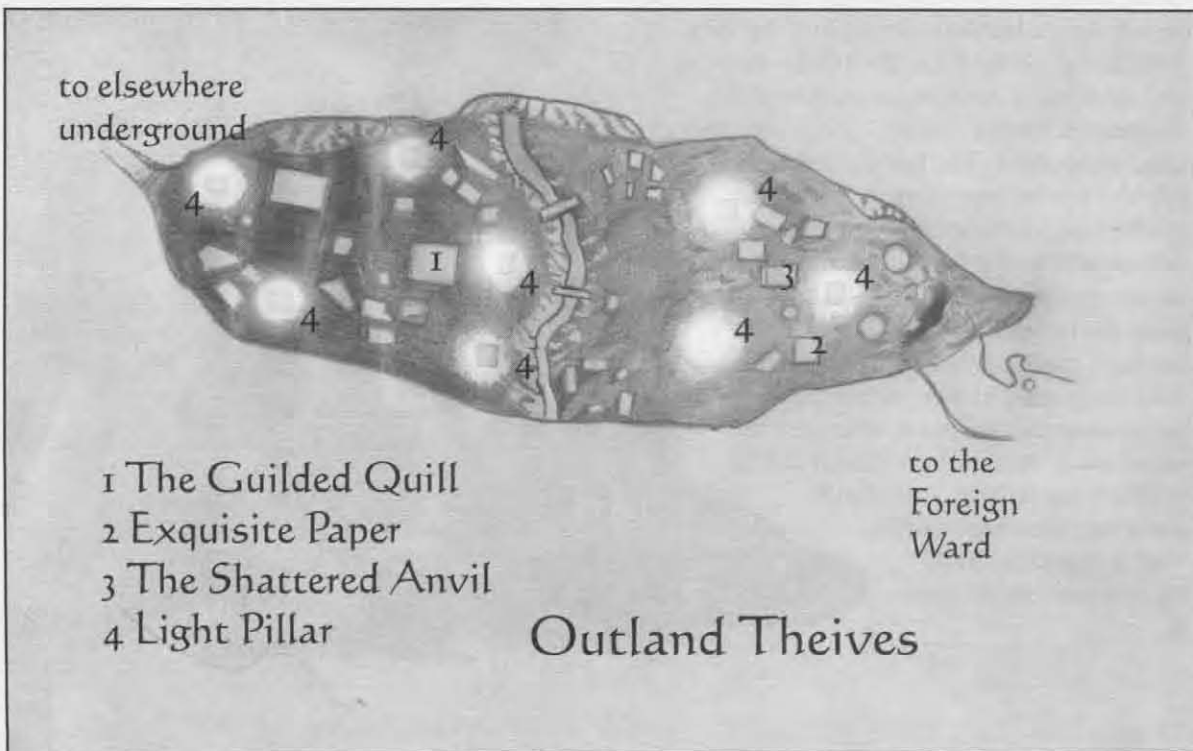 to elsewhere
underground
4
4
4
1
4
4
4
4
3
4
4
2
1 The Guilded Quill
2 Exquisite Paper
3 The Shattered Anvil
4 Light Pillar
to the
Foreign
Ward
Outland Theives